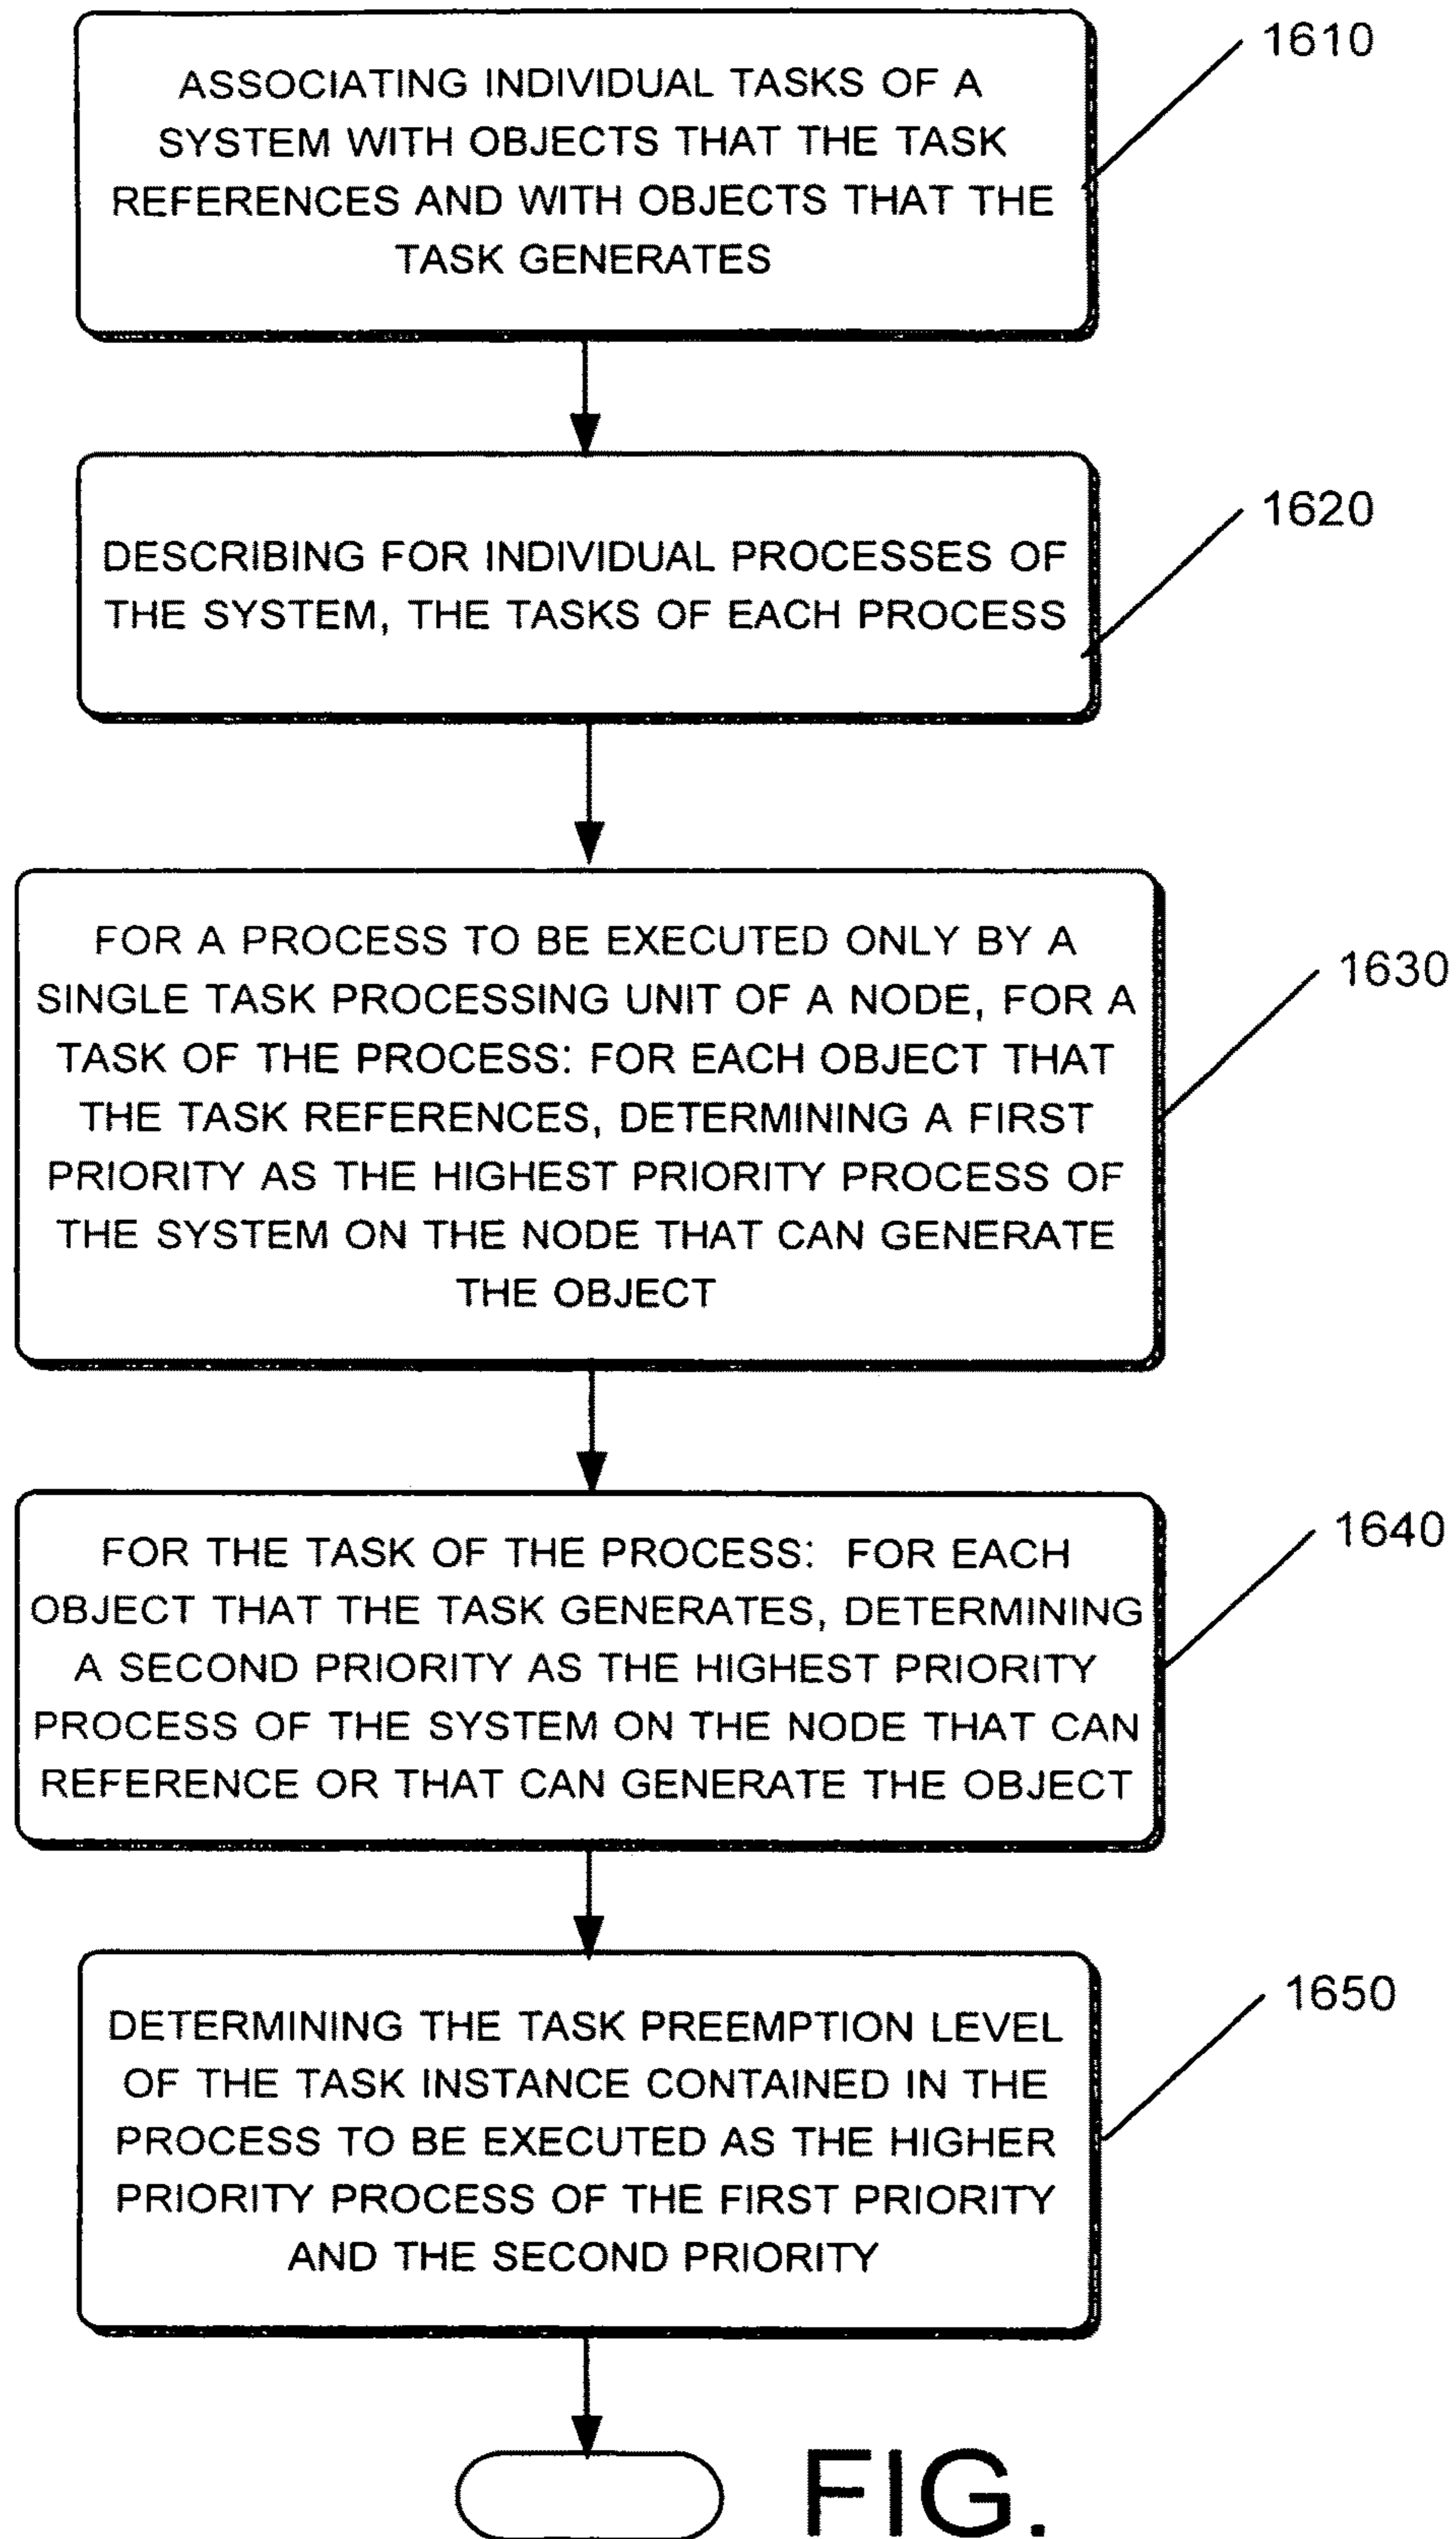 1610
ASSOCIATING INDIVIDUAL TASKS OF A
SYSTEM WITH OBJECTS THAT THE TASK
REFERENCES AND WITH OBJECTS THAT THE
TASK GENERATES
1620
DESCRIBING FOR INDIVIDUAL PROCESSES OF
THE SYSTEM, THE TASKS OF EACH PROCESS
1630
FOR A PROCESS TO BE EXECUTED ONLY BY A
SINGLE TASK PROCESSING UNIT OF A NODE, FOR A
TASK OF THE PROCESS: FOR EACH OBJECT THAT
THE TASK REFERENCES, DETERMINING A FIRST
PRIORITY AS THE HIGHEST PRIORITY PROCESS OF
THE SYSTEM ON THE NODE THAT CAN GENERATE
THE OBJECT
1640
FOR THE TASK OF THE PROCESS: FOR EACH
OBJECT THAT THE TASK GENERATES, DETERMINING
A SECOND PRIORITY AS THE HIGHEST PRIORITY
PROCESS OF THE SYSTEM ON THE NODE THAT CAN
REFERENCE OR THAT CAN GENERATE THE OBJECT
1650
DETERMINING THE TASK PREEMPTION LEVEL
OF THE TASK INSTANCE CONTAINED IN THE
PROCESS TO BE EXECUTED AS THE HIGHER
PRIORITY PROCESS OF THE FIRST PRIORITY
AND THE SECOND PRIORITY
FIG.